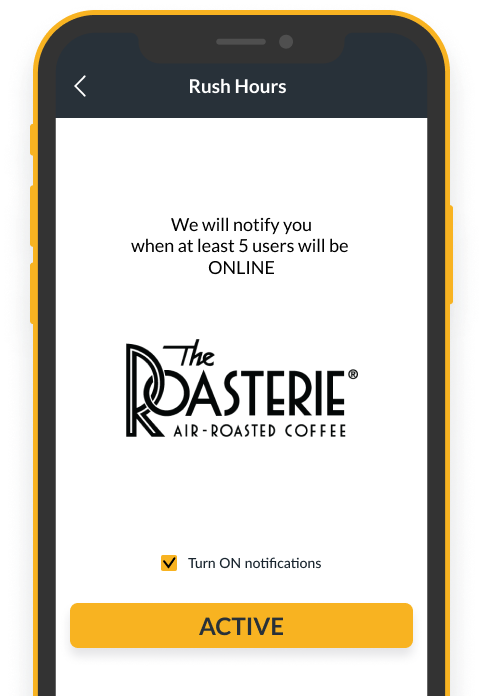 Rush Hours
We will notify you
when at least 5 users will be
ONLINE
The
ROASTERIE®
AIR-ROASTED COFFEE
Turn ON notifications
ACTIVE